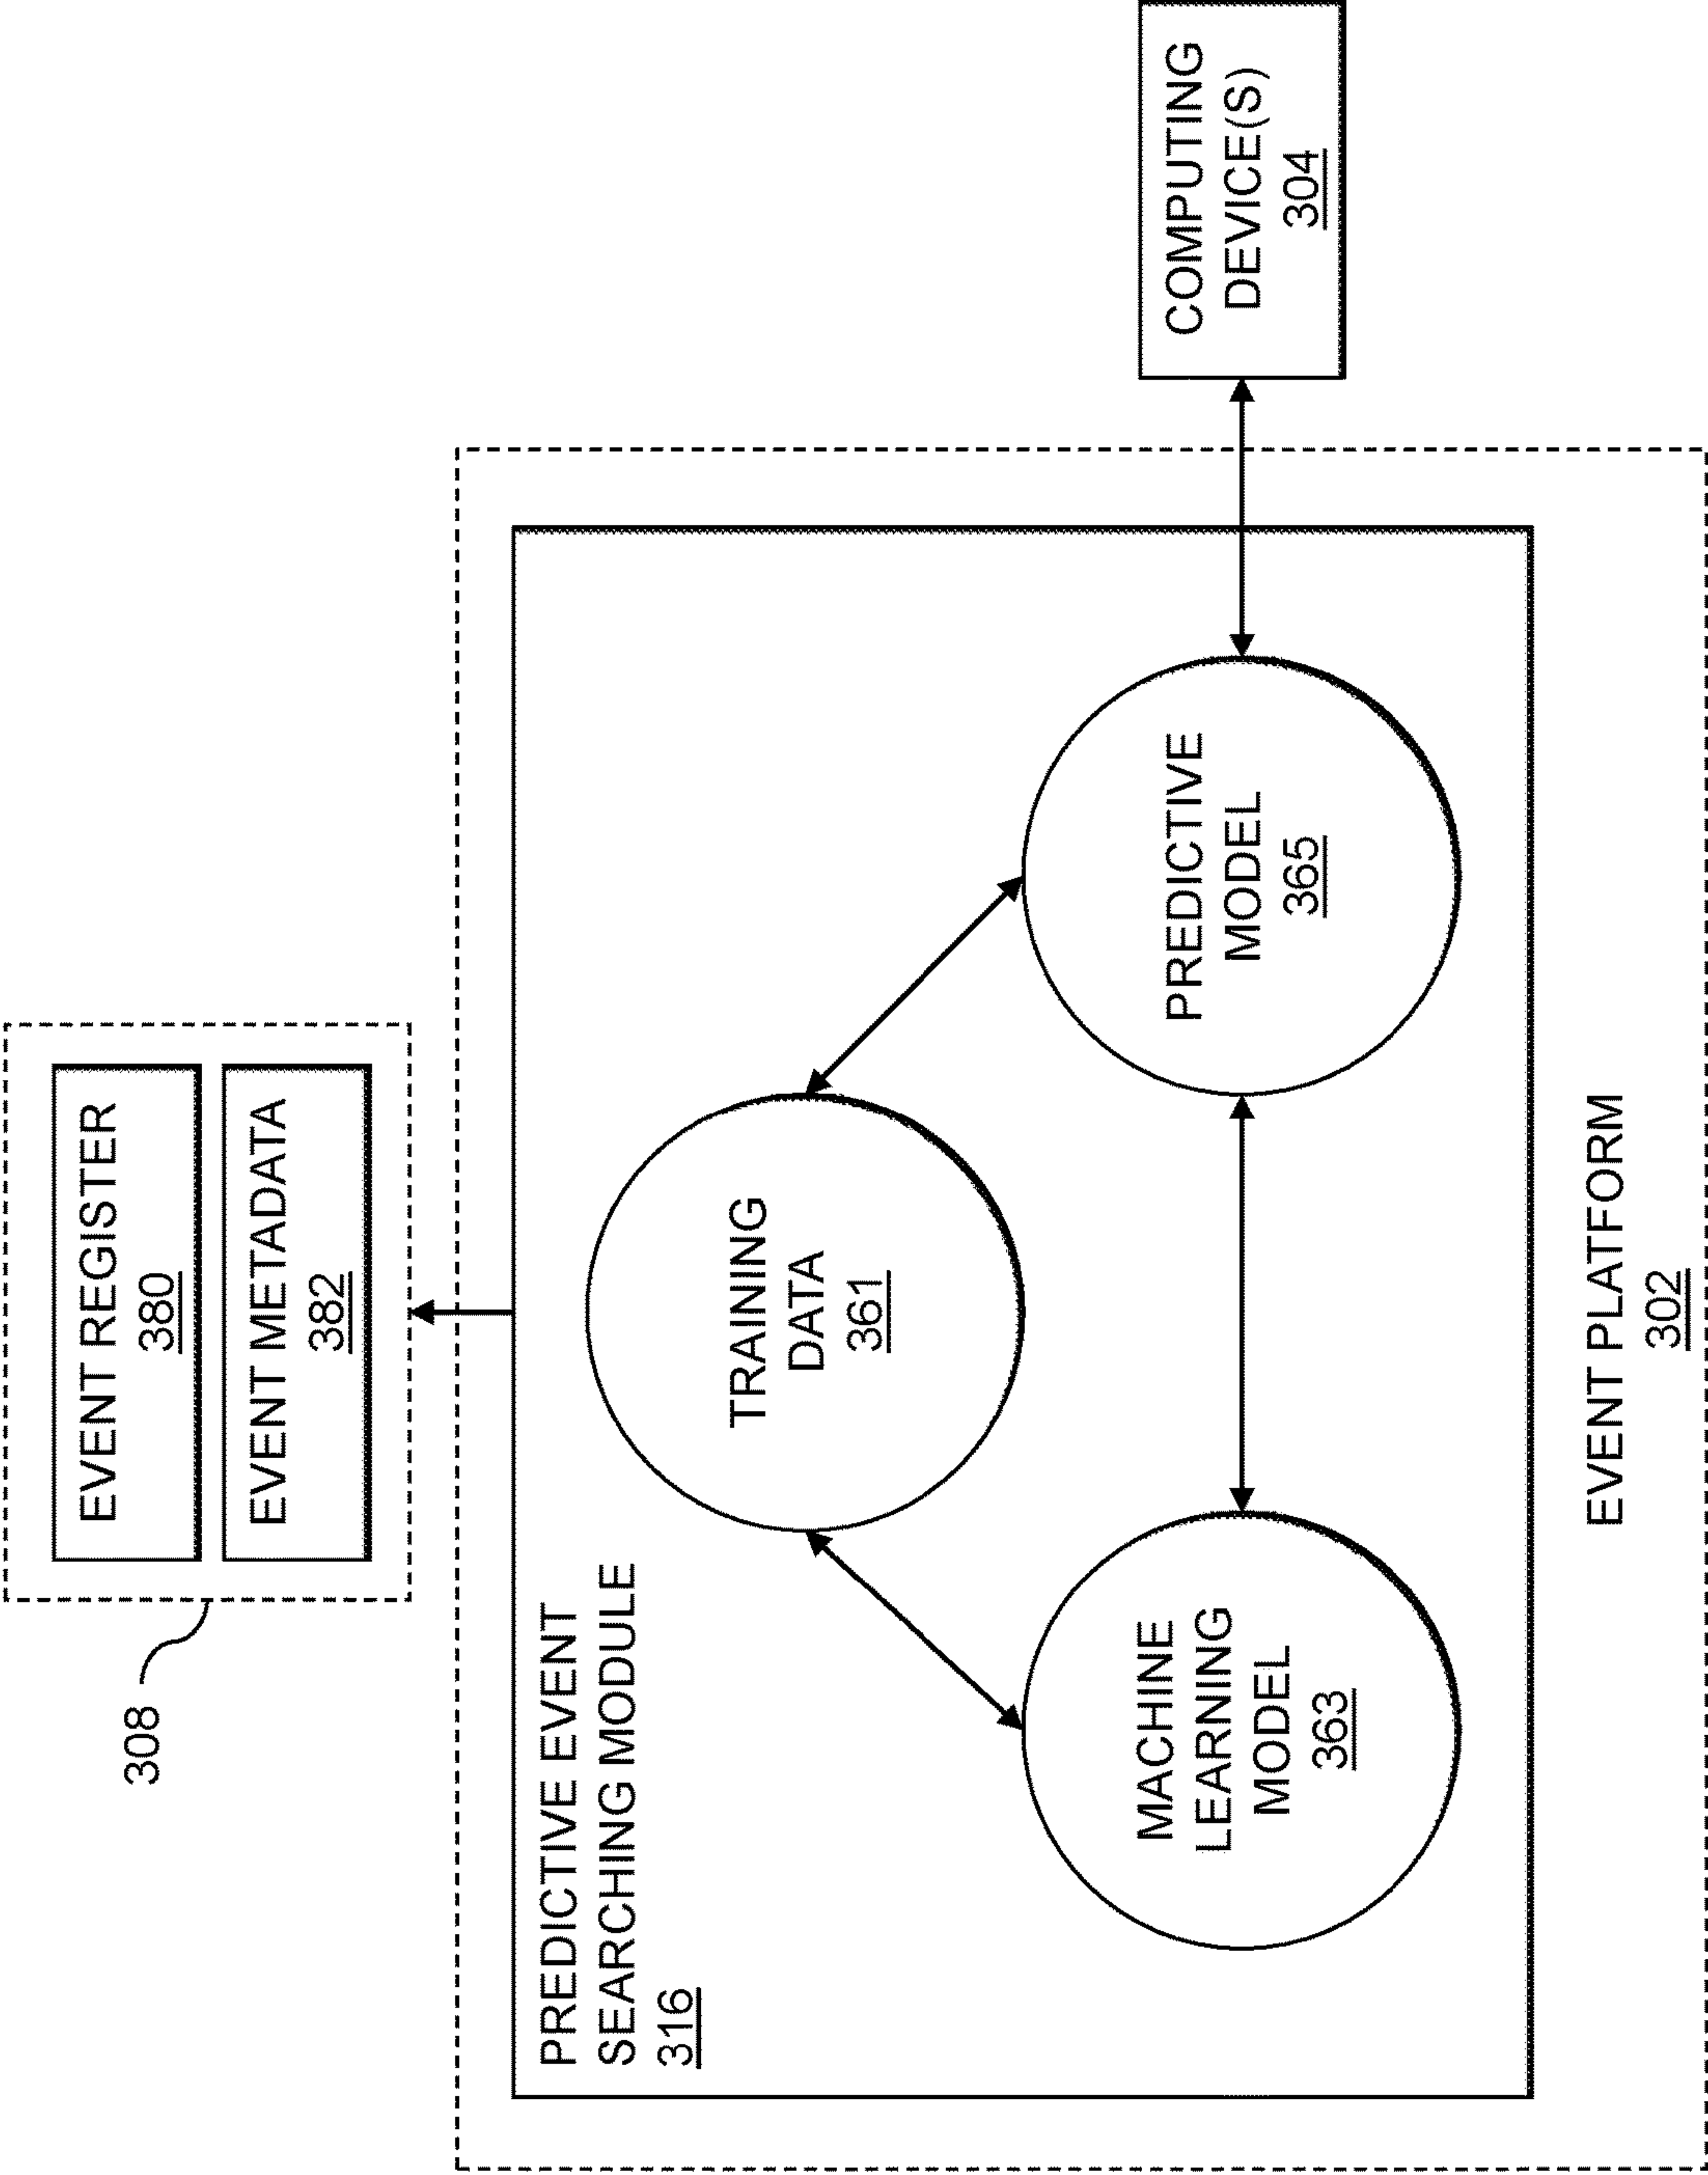 308
EVENT REGISTER
380
EVENT METADATA
382
PREDICTIVE EVENT
SEARCHING MODULE
316
TRAINING
DATA
361
MACHINE
LEARNING
MODEL
363
PREDICTIVE
MODEL
365
COMPUTING
DEVICE(S)
304
EVENT PLATFORM
302